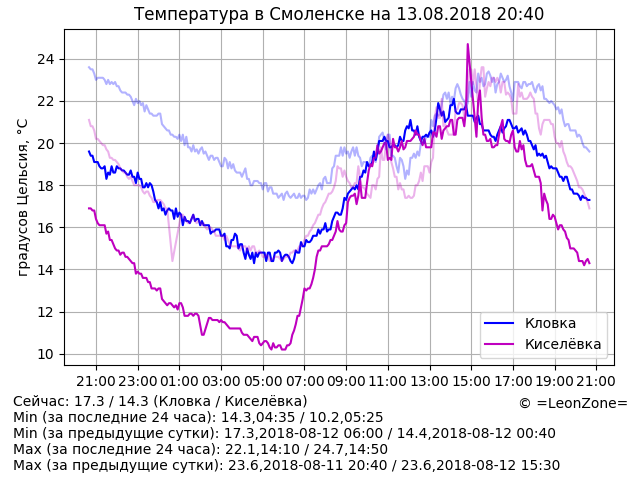 Температура в Смоленске на 13.08.2018 20:40
градусов Цельсия, °C
24
22
20
18
16
14
12
10
21:00 23:00 01:00 03:00 05:00 07:00 09:00 11:00 13:00 15:00 17:00 19:00 21:00
Кловка
Киселёвка
© =LeonZone=
Сейчас: 17.3 / 14.3 (Кловка / Киселёвка)
Min (за последние 24 часа): 14.3,04:35 / 10.2,05:25
Min (за предыдущие сутки): 17.3,2018-08-12 06:00 / 14.4,2018-08-12 00:40
Max (за последние 24 часа): 22.1,14:10 / 24.7,14:50
Max (за предыдущие сутки): 23.6,2018-08-11 20:40 / 23.6,2018-08-12 15:30